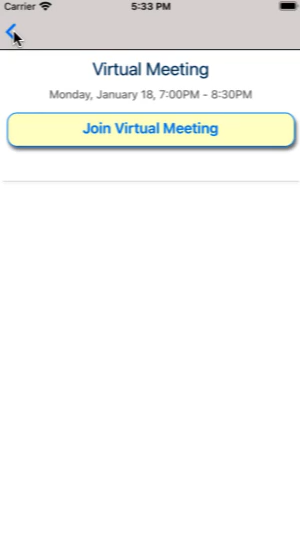 Carrier 5:33 PM
Virtual Meeting
Monday, January 18, 7:00PM - 8:30PM
Join Virtual Meeting